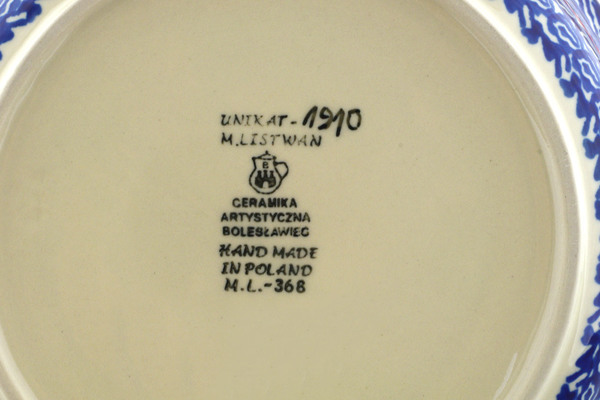 UNIKAT-1910
M.LISTWAN
B
CERAMIKA
ARTYSTYCZNA
BOLESŁAWIEC
HAND MADE
IN POLAND
M.L.-368